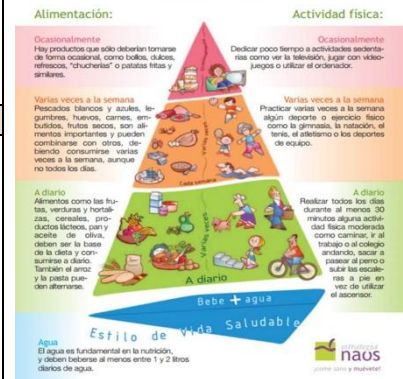 Alimentación:
Actividad física:
Ocasionalmente
Hay productos que sólo deberían tomarse
de forma ocasional, como bollos, dulces,
refrescos, "chucherías" o patatas fritas y
similares.
Ocasionalmente
Dedicar poco tiempo a actividades sedenta-
rias como ver la televisión, jugar con video-
juegos o utilizar el ordenador.
Varias veces a la semana
Pescados blancos y azules, le-
gumbres, huevos, carnes, em-
butidos, frutos secos, son ali-
mentos importantes y pueden
combinarse con otros, de-
biendo consumirse varias
veces a la semana, aunque
no todos los días.
Varias veces a la semana
Practicar varias veces a la semana
algún deporte o ejercicio físico
como la gimnasia, la natación, el
tenis, el atletismo o los deportes
de equipo.
Cada semana
A diario
Alimentos como las fru-
tas, verduras y hortali-
zas, cereales, pro-
ductos lácteos, pan y
aceite de oliva,
deben ser la base
de la dieta y con-
sumirse a diario.
También el arroz
y la pasta pue-
den alternarse.
Varias veces
A diario
A diario
Realizar todos los días
durante al menos 30
minutos alguna activi-
dad física moderada
como caminar, ir al
trabajo o al colegio
andando, sacar a
pasear al perro o
subir las escale-
ras a pie en
vez de utilizar
el ascensor.
Bebe + agua
Estilo de Vida Saludable
Agua
El agua es fundamental en la nutrición,
y deben beberse al menos entre 1 y 2 litros
diarios de agua.
estrategia
naos
¡come sano y muévete!